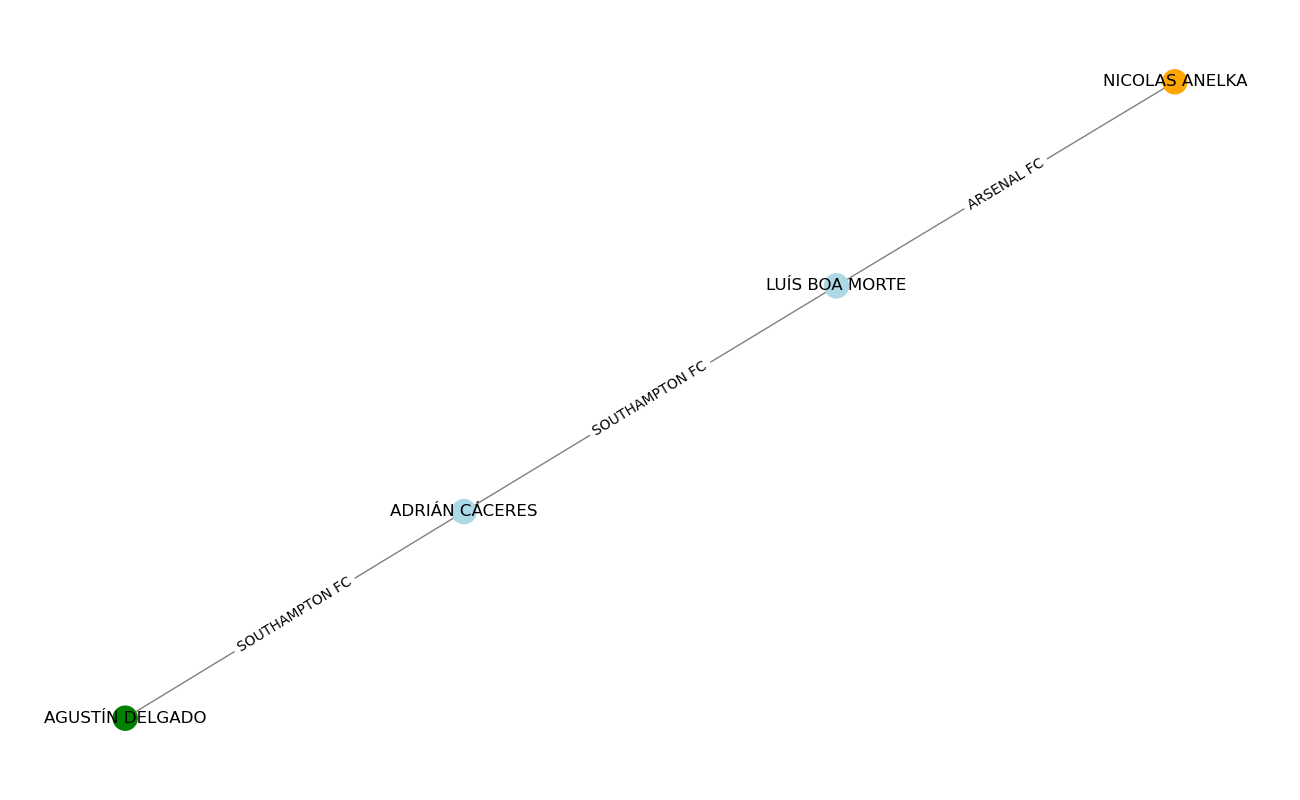 NICOLAS ANELKA
ARSENAL FC
LUÍS BOA MORTE
SOUTHAMPTON FC
ADRIÁN CÁCERES
SOUTHAMPTON FC
AGUSTÍN DELGADO